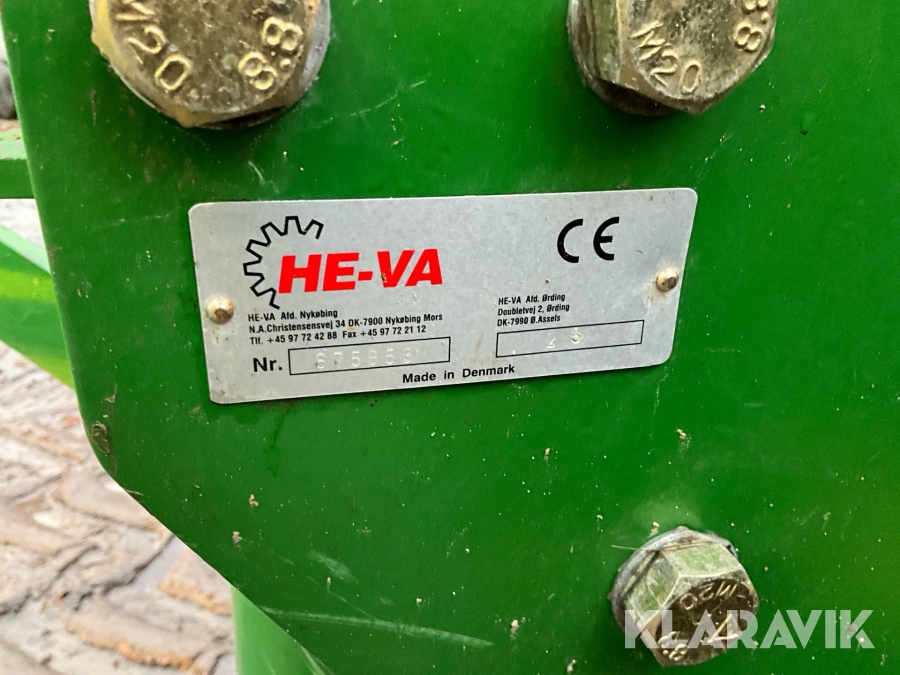 M20 8.8
M20 8.8
HE-VA
CE
HE-VA Afd. Nykøbing
N.A.Christensensvej 34 DK-7900 Nykøbing Mors
Tlf. +45 97 72 42 88 Fax +45 97 72 21 12
HE-VA Afd. Ørding
Doubletvej 2, Ørding
DK-7990 Ø.Assels
Nr.
Made in Denmark
M20
KLARAVIK